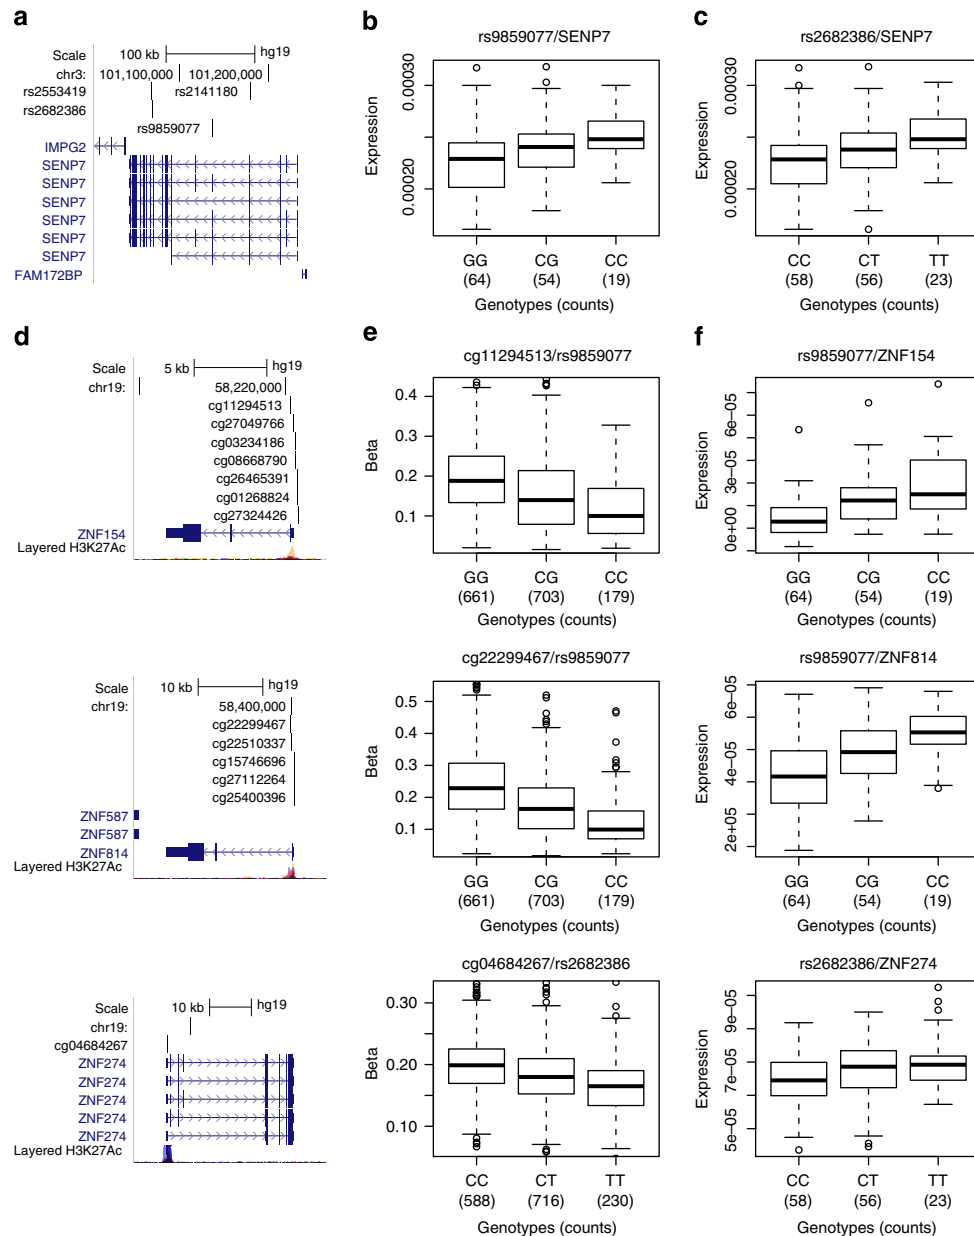 a
Scale
100 kb
hg19
chr3:
101,100,000
101,200,000
rs2553419
rs2141180
rs2682386
rs9859077
IMPG2
SENP7
SENP7
SENP7
SENP7
SENP7
SENP7
FAM172BP
b
rs9859077/SENP7
Expression
0.00030
0.00020
GG
CG
CC
(64)
(54)
(19)
Genotypes (counts)
c
rs2682386/SENP7
Expression
0.00030
0.00020
CC
CT
TT
(58)
(56)
(23)
Genotypes (counts)
d
Scale
5 kb
hg19
chr19:
58,220,000
cg11294513
cg27049766
cg03234186
cg08668790
cg26465391
cg01268824
cg27324426
ZNF154
Layered H3K27Ac
Scale
10 kb
hg19
chr19:
58,400,000
cg22299467
cg22510337
cg15746696
cg27112264
cg25400396
ZNF587
ZNF587
ZNF814
Layered H3K27Ac
Scale
10 kb
hg19
chr19:
cg04684267
ZNF274
ZNF274
ZNF274
ZNF274
ZNF274
Layered H3K27Ac
e
cg11294513/rs9859077
Beta
0.4
0.3
0.2
0.1
GG
CG
CC
(661)
(703)
(179)
Genotypes (counts)
cg22299467/rs9859077
Beta
0.5
0.4
0.3
0.2
0.1
GG
CG
CC
(661)
(703)
(179)
Genotypes (counts)
cg04684267/rs2682386
Beta
0.30
0.20
0.10
CC
CT
TT
(588)
(716)
(230)
Genotypes (counts)
f
rs9859077/ZNF154
Expression
6e−05
3e−05
0e+00
GG
CG
CC
(64)
(54)
(19)
Genotypes (counts)
rs9859077/ZNF814
Expression
6e−05
4e−05
2e+05
GG
CG
CC
(64)
(54)
(19)
Genotypes (counts)
rs2682386/ZNF274
Expression
9e−05
7e−05
5e−05
CC
CT
TT
(58)
(56)
(23)
Genotypes (counts)